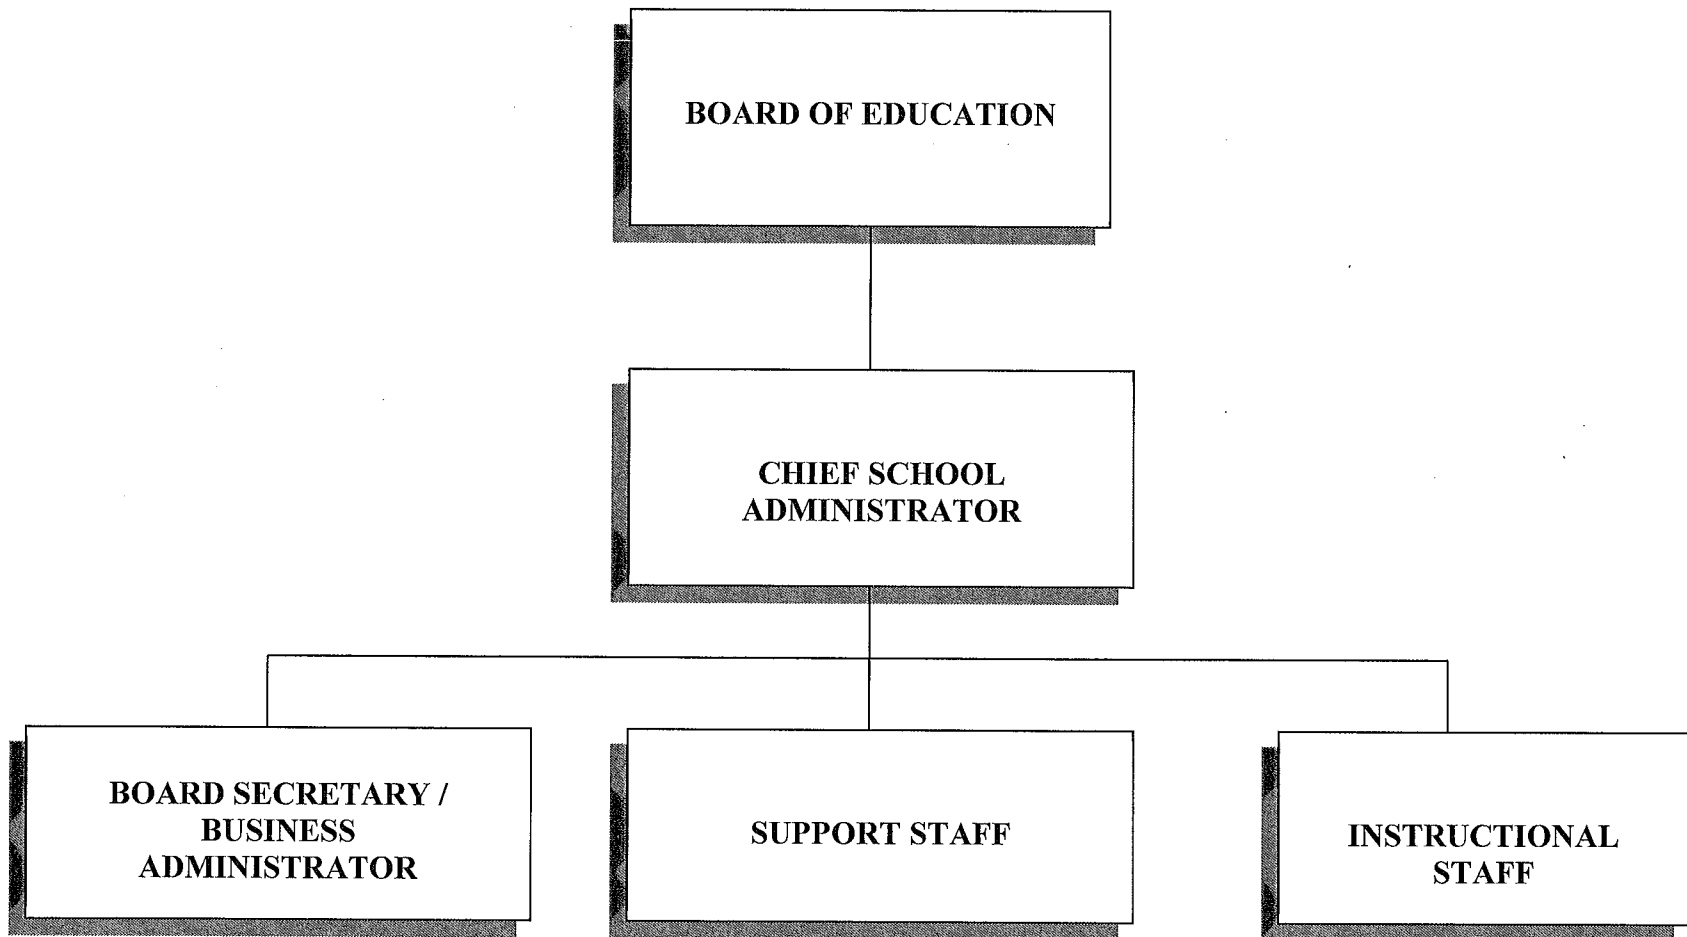 BOARD OF EDUCATION
CHIEF SCHOOL
ADMINISTRATOR
BOARD SECRETARY /
BUSINESS
ADMINISTRATOR
SUPPORT STAFF
INSTRUCTIONAL
STAFF